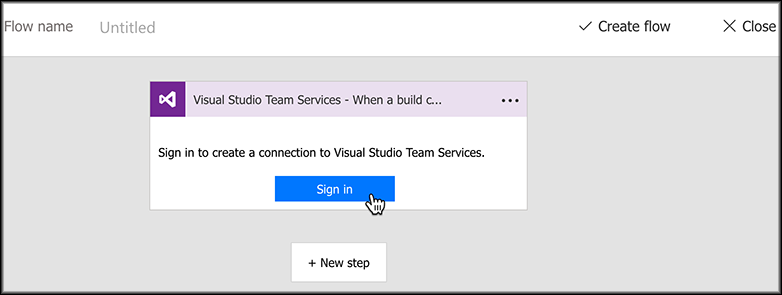 Flow name Untitled Create flow Close
Visual Studio Team Services - When a build c...
Sign in to create a connection to Visual Studio Team Services.
Sign in
+ New step